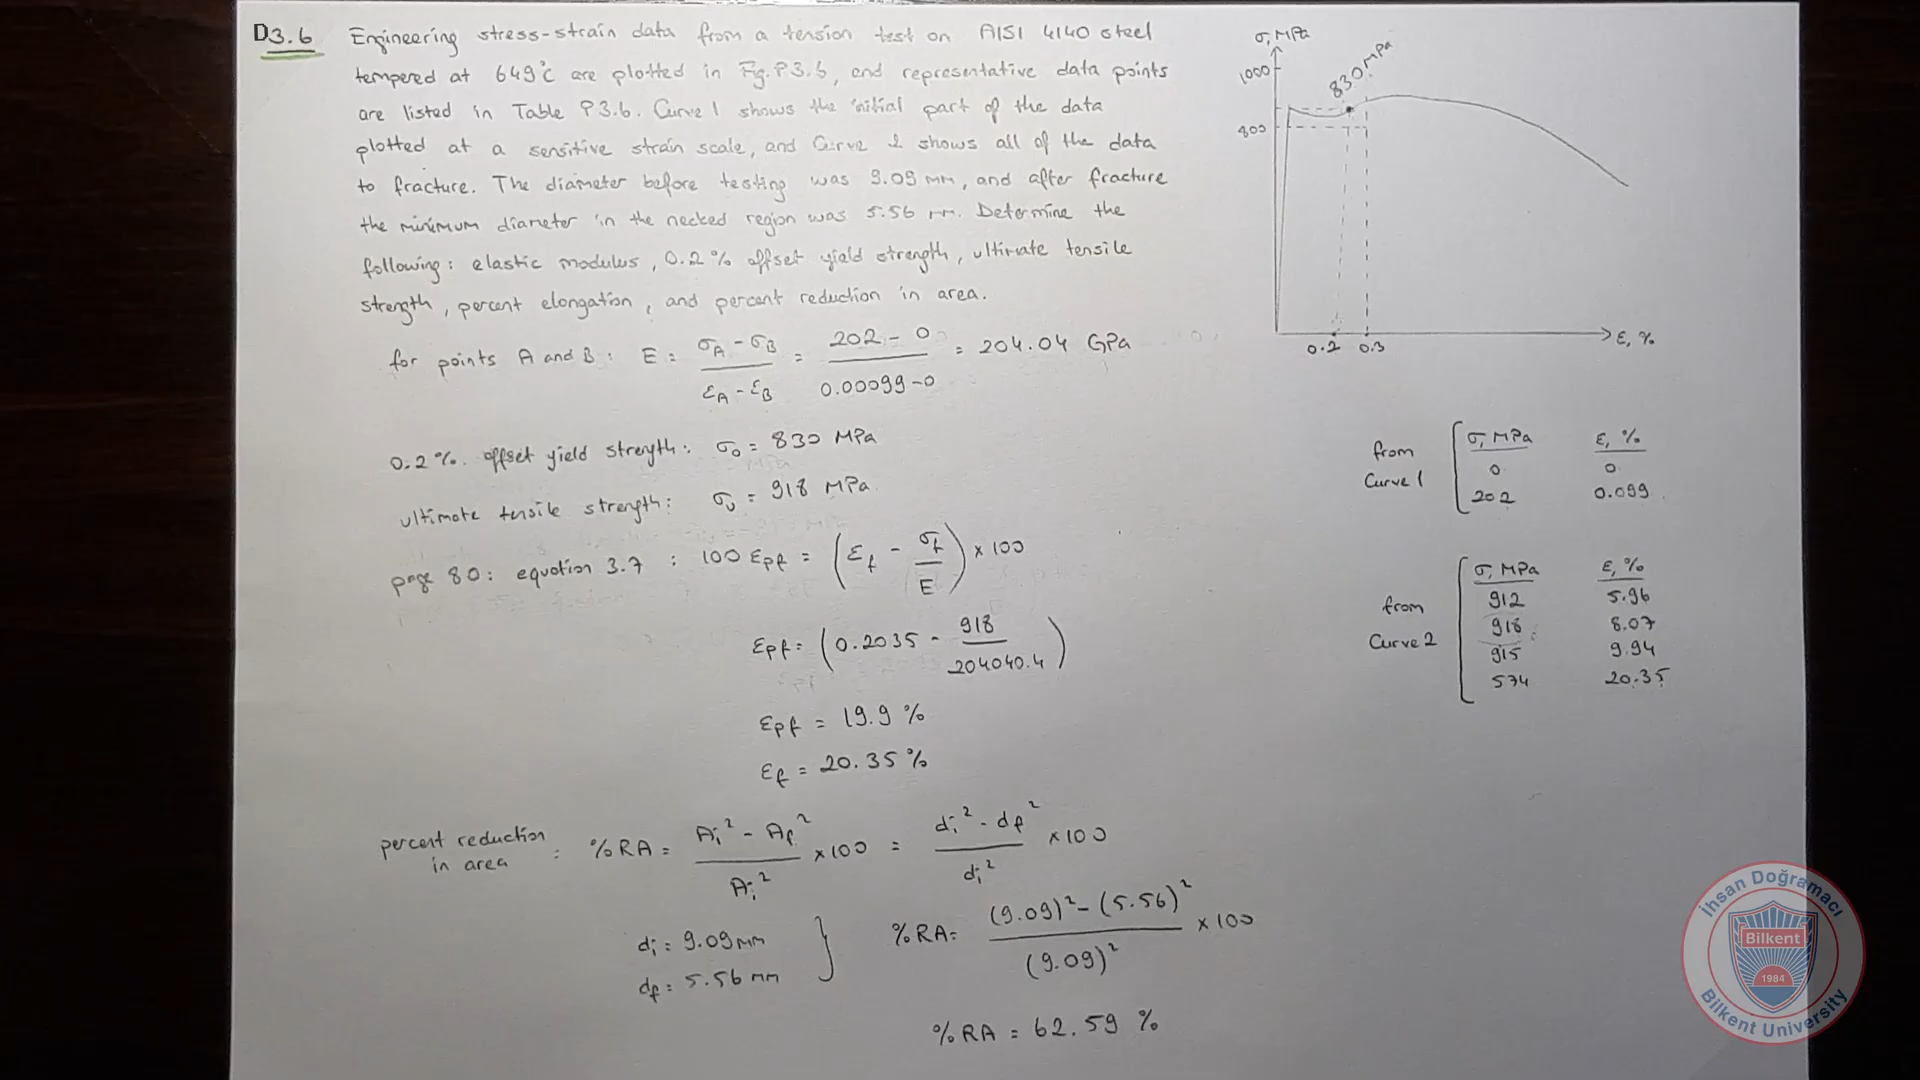 D3.6 Engineering stress-strain data from a tension test on AISI 4140 steel
tempered at 649°C are plotted in Fig. P3.6, and representative data points
are listed in Table P3.6. Curve 1 shows the initial part of the data
plotted at a sensitive strain scale, and Curve 2 shows all of the data
to fracture. The diameter before testing was 9.09 mm, and after fracture
the minimum diameter in the necked region was 5.56 mm. Determine the
following: elastic modulus, 0.2% offset yield strength, ultimate tensile
strength, percent elongation, and percent reduction in area.
for points A and B: E = (σA - σB) / (εA - εB) = (202 - 0) / (0.00099 - 0) = 204.04 GPa
0.2%. offset yield strength: σo = 830 MPa
ultimate tensile strength: σu = 918 MPa
page 80: equation 3.7 : 100 εpf = (εf - σf/E) × 100
εpf = (0.2035 - 918/204040.4)
εpf = 19.9 %
εf = 20.35 %
percent reduction in area : %RA = (Ai² - Af²) / Ai² × 100 = (di² - df²) / di² × 100
di = 9.09 mm
df = 5.56 mm
%RA = ((9.09)² - (5.56)²) / (9.09)² × 100
%RA = 62.59 %
σ, MPa
1000
830 MPa
800
0.2 0.3
ε, %
from Curve 1
σ, MPa ε, %
0 0
202 0.099
from Curve 2
σ, MPa ε, %
912 5.96
918 8.07
915 9.94
574 20.35
İhsan Doğramacı
Bilkent
1984
Bilkent University